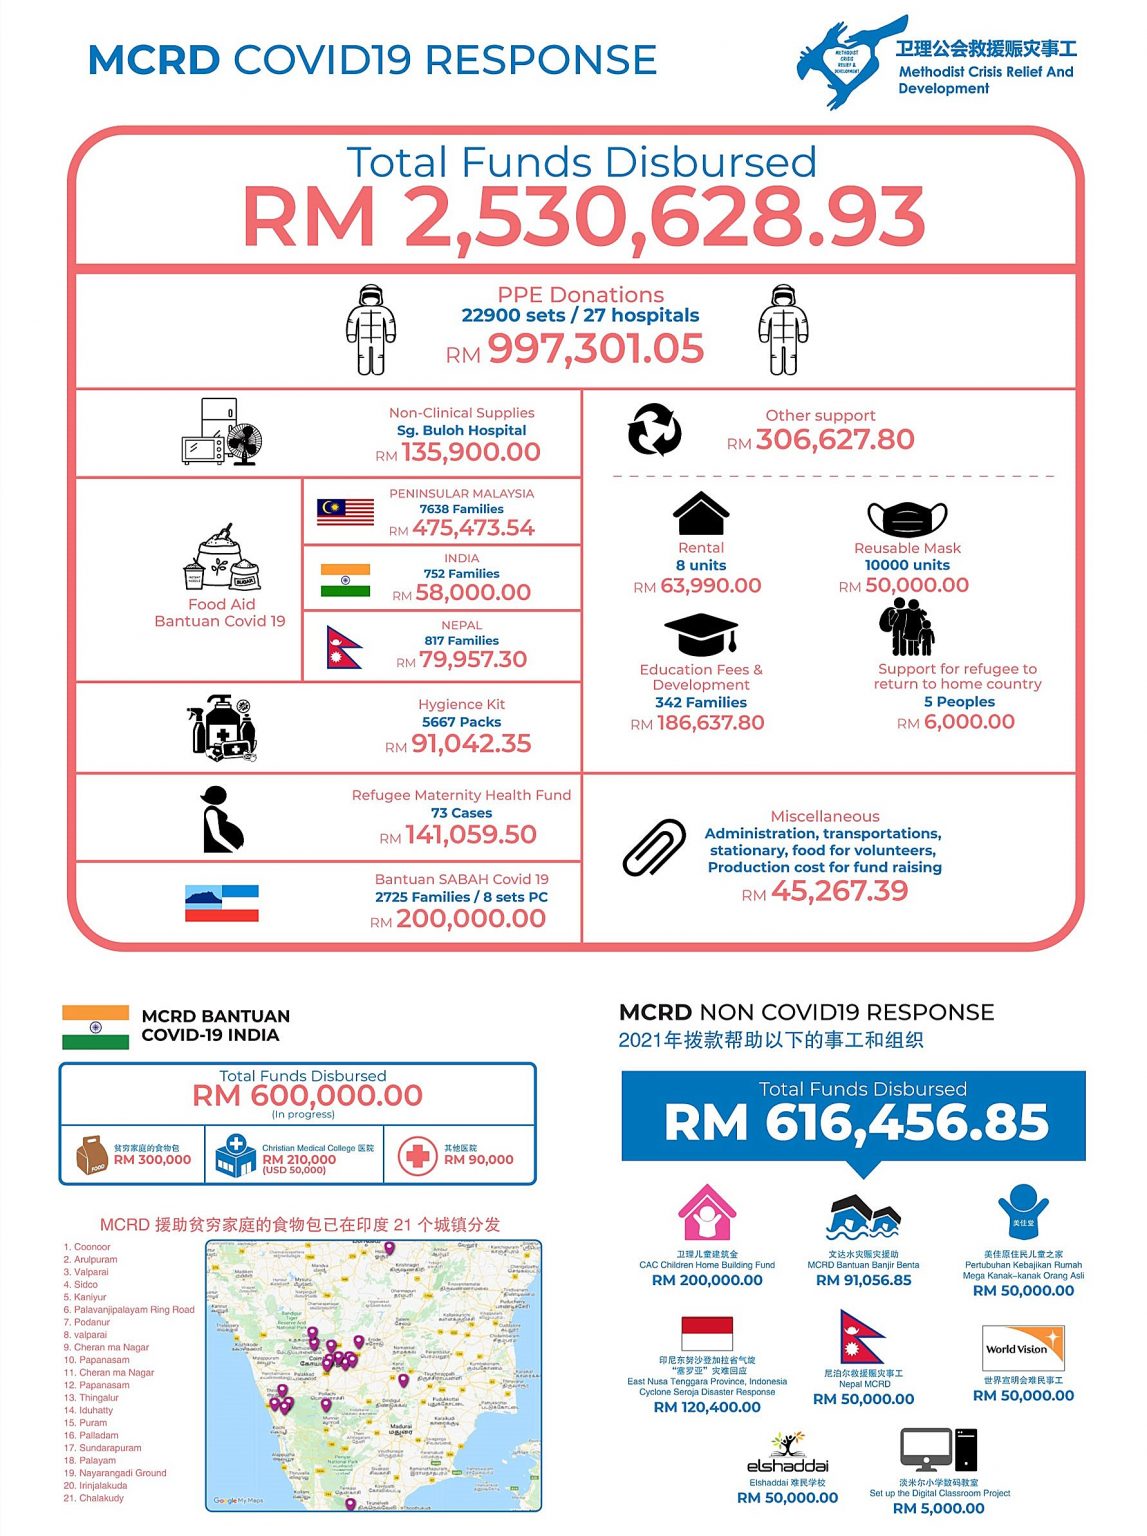 MCRD COVID19 RESPONSE
METHODIST
CRISIS
RELIEF &
DEVELOPMENT
卫理公会救援赈灾事工
Methodist Crisis Relief And
Development
Total Funds Disbursed
RM 2,530,628.93
PPE Donations
22900 sets / 27 hospitals
RM 997,301.05
Non-Clinical Supplies
Sg. Buloh Hospital
RM 135,900.00
Food Aid
Bantuan Covid 19
INSTANT
NOODLE
SUGAR
PENINSULAR MALAYSIA
7638 Families
RM 475,473.54
INDIA
752 Families
RM 58,000.00
NEPAL
817 Families
RM 79,957.30
Hygience Kit
5667 Packs
RM 91,042.35
Refugee Maternity Health Fund
73 Cases
RM 141,059.50
Bantuan SABAH Covid 19
2725 Families / 8 sets PC
RM 200,000.00
Other support
RM 306,627.80
Rental
8 units
RM 63,990.00
Reusable Mask
10000 units
RM 50,000.00
Education Fees &
Development
342 Families
RM 186,637.80
Support for refugee to
return to home country
5 Peoples
RM 6,000.00
Miscellaneous
Administration, transportations,
stationary, food for volunteers,
Production cost for fund raising
RM 45,267.39
MCRD BANTUAN
COVID-19 INDIA
Total Funds Disbursed
RM 600,000.00
(In progress)
FOOD
贫穷家庭的食物包
RM 300,000
Christian Medical College 医院
RM 210,000
(USD 50,000)
其他医院
RM 90,000
MCRD 援助贫穷家庭的食物包已在印度 21 个城镇分发
1. Coonoor
2. Arulpuram
3. Valparai
4. Sidco
5. Kaniyur
6. Palavanjipalayam Ring Road
7. Podanur
8. valparai
9. Cheran ma Nagar
10. Papanasam
11. Cheran ma Nagar
12. Papanasam
13. Thingalur
14. Iduhatty
15. Puram
16. Palladam
17. Sundarapuram
18. Palayam
19. Nayarangadi Ground
20. Irinjalakuda
21. Chalakudy
Erode
Madurai
மதுரை
Google My Maps
MCRD NON COVID19 RESPONSE
2021年拨款帮助以下的事工和组织
Total Funds Disbursed
RM 616,456.85
卫理儿童建筑金
CAC Children Home Building Fund
RM 200,000.00
文达水灾赈灾援助
MCRD Bantuan Banjir Benta
RM 91,056.85
美佳堂
美佳原住民儿童之家
Pertubuhan Kebajikan Rumah
Mega Kanak-kanak Orang Asli
RM 50,000.00
印尼东努沙登加拉省气旋
“塞罗亚”灾难回应
East Nusa Tenggara Province, Indonesia
Cyclone Seroja Disaster Response
RM 120,400.00
尼泊尔救援赈灾事工
Nepal MCRD
RM 50,000.00
World Vision
世界宣明会难民事工
RM 50,000.00
elshaddai
Elshaddai 难民学校
RM 50,000.00
淡米尔小学数码教室
Set up the Digital Classroom Project
RM 5,000.00